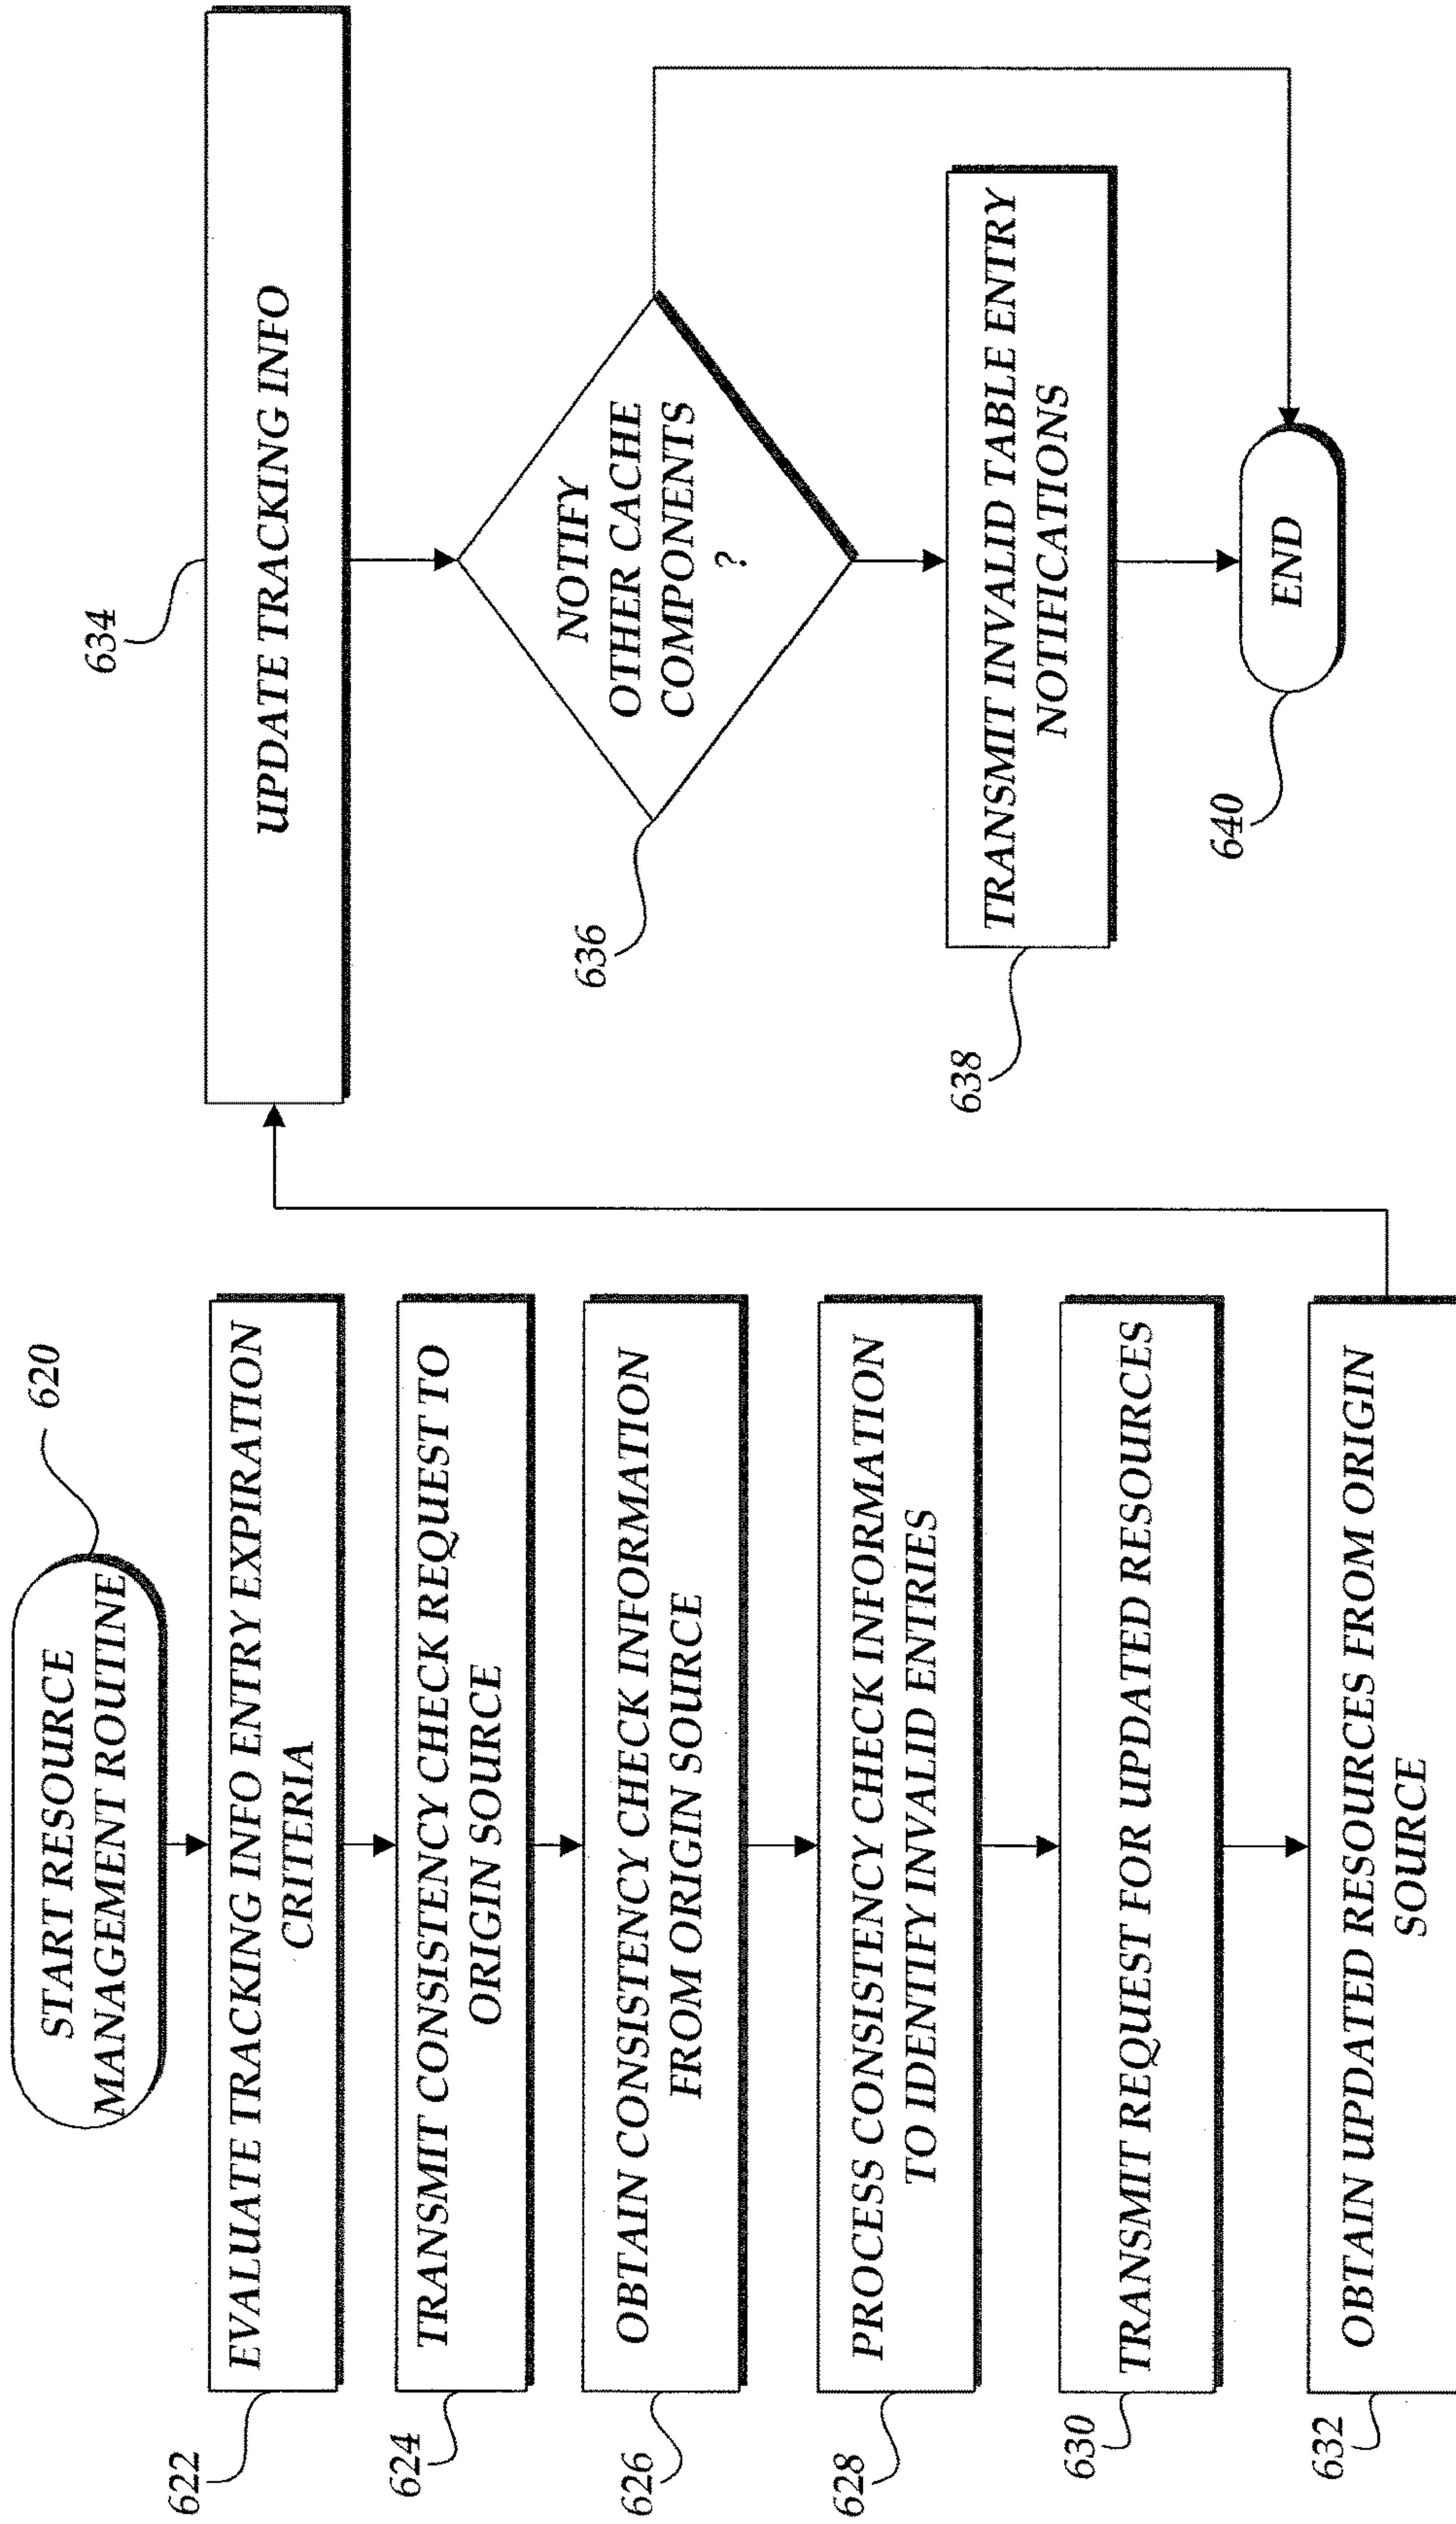 620
START RESOURCE
MANAGEMENT ROUTINE
622
EVALUATE TRACKING INFO ENTRY EXPIRATION
CRITERIA
624
TRANSMIT CONSISTENCY CHECK REQUEST TO
ORIGIN SOURCE
626
OBTAIN CONSISTENCY CHECK INFORMATION
FROM ORIGIN SOURCE
628
PROCESS CONSISTENCY CHECK INFORMATION
TO IDENTIFY INVALID ENTRIES
630
TRANSMIT REQUEST FOR UPDATED RESOURCES
632
OBTAIN UPDATED RESOURCES FROM ORIGIN
SOURCE
634
UPDATE TRACKING INFO
636
NOTIFY
OTHER CACHE
COMPONENTS
?
638
TRANSMIT INVALID TABLE ENTRY
NOTIFICATIONS
640
END